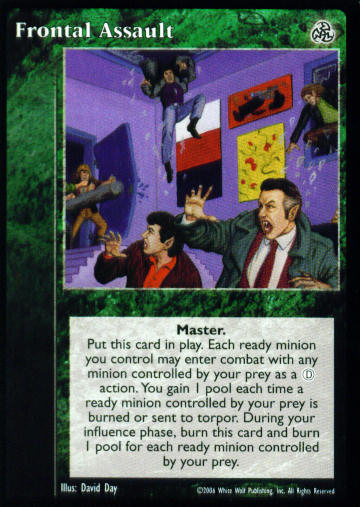 Frontal Assault
Master.
Put this card in play. Each ready minion
you control may enter combat with any
minion controlled by your prey as a Ⓓ
action. You gain 1 pool each time a
ready minion controlled by your prey is
burned or sent to torpor. During your
influence phase, burn this card and burn
1 pool for each ready minion controlled
by your prey.
Illus: David Day ©2006 White Wolf Publishing, Inc. All Rights Reserved